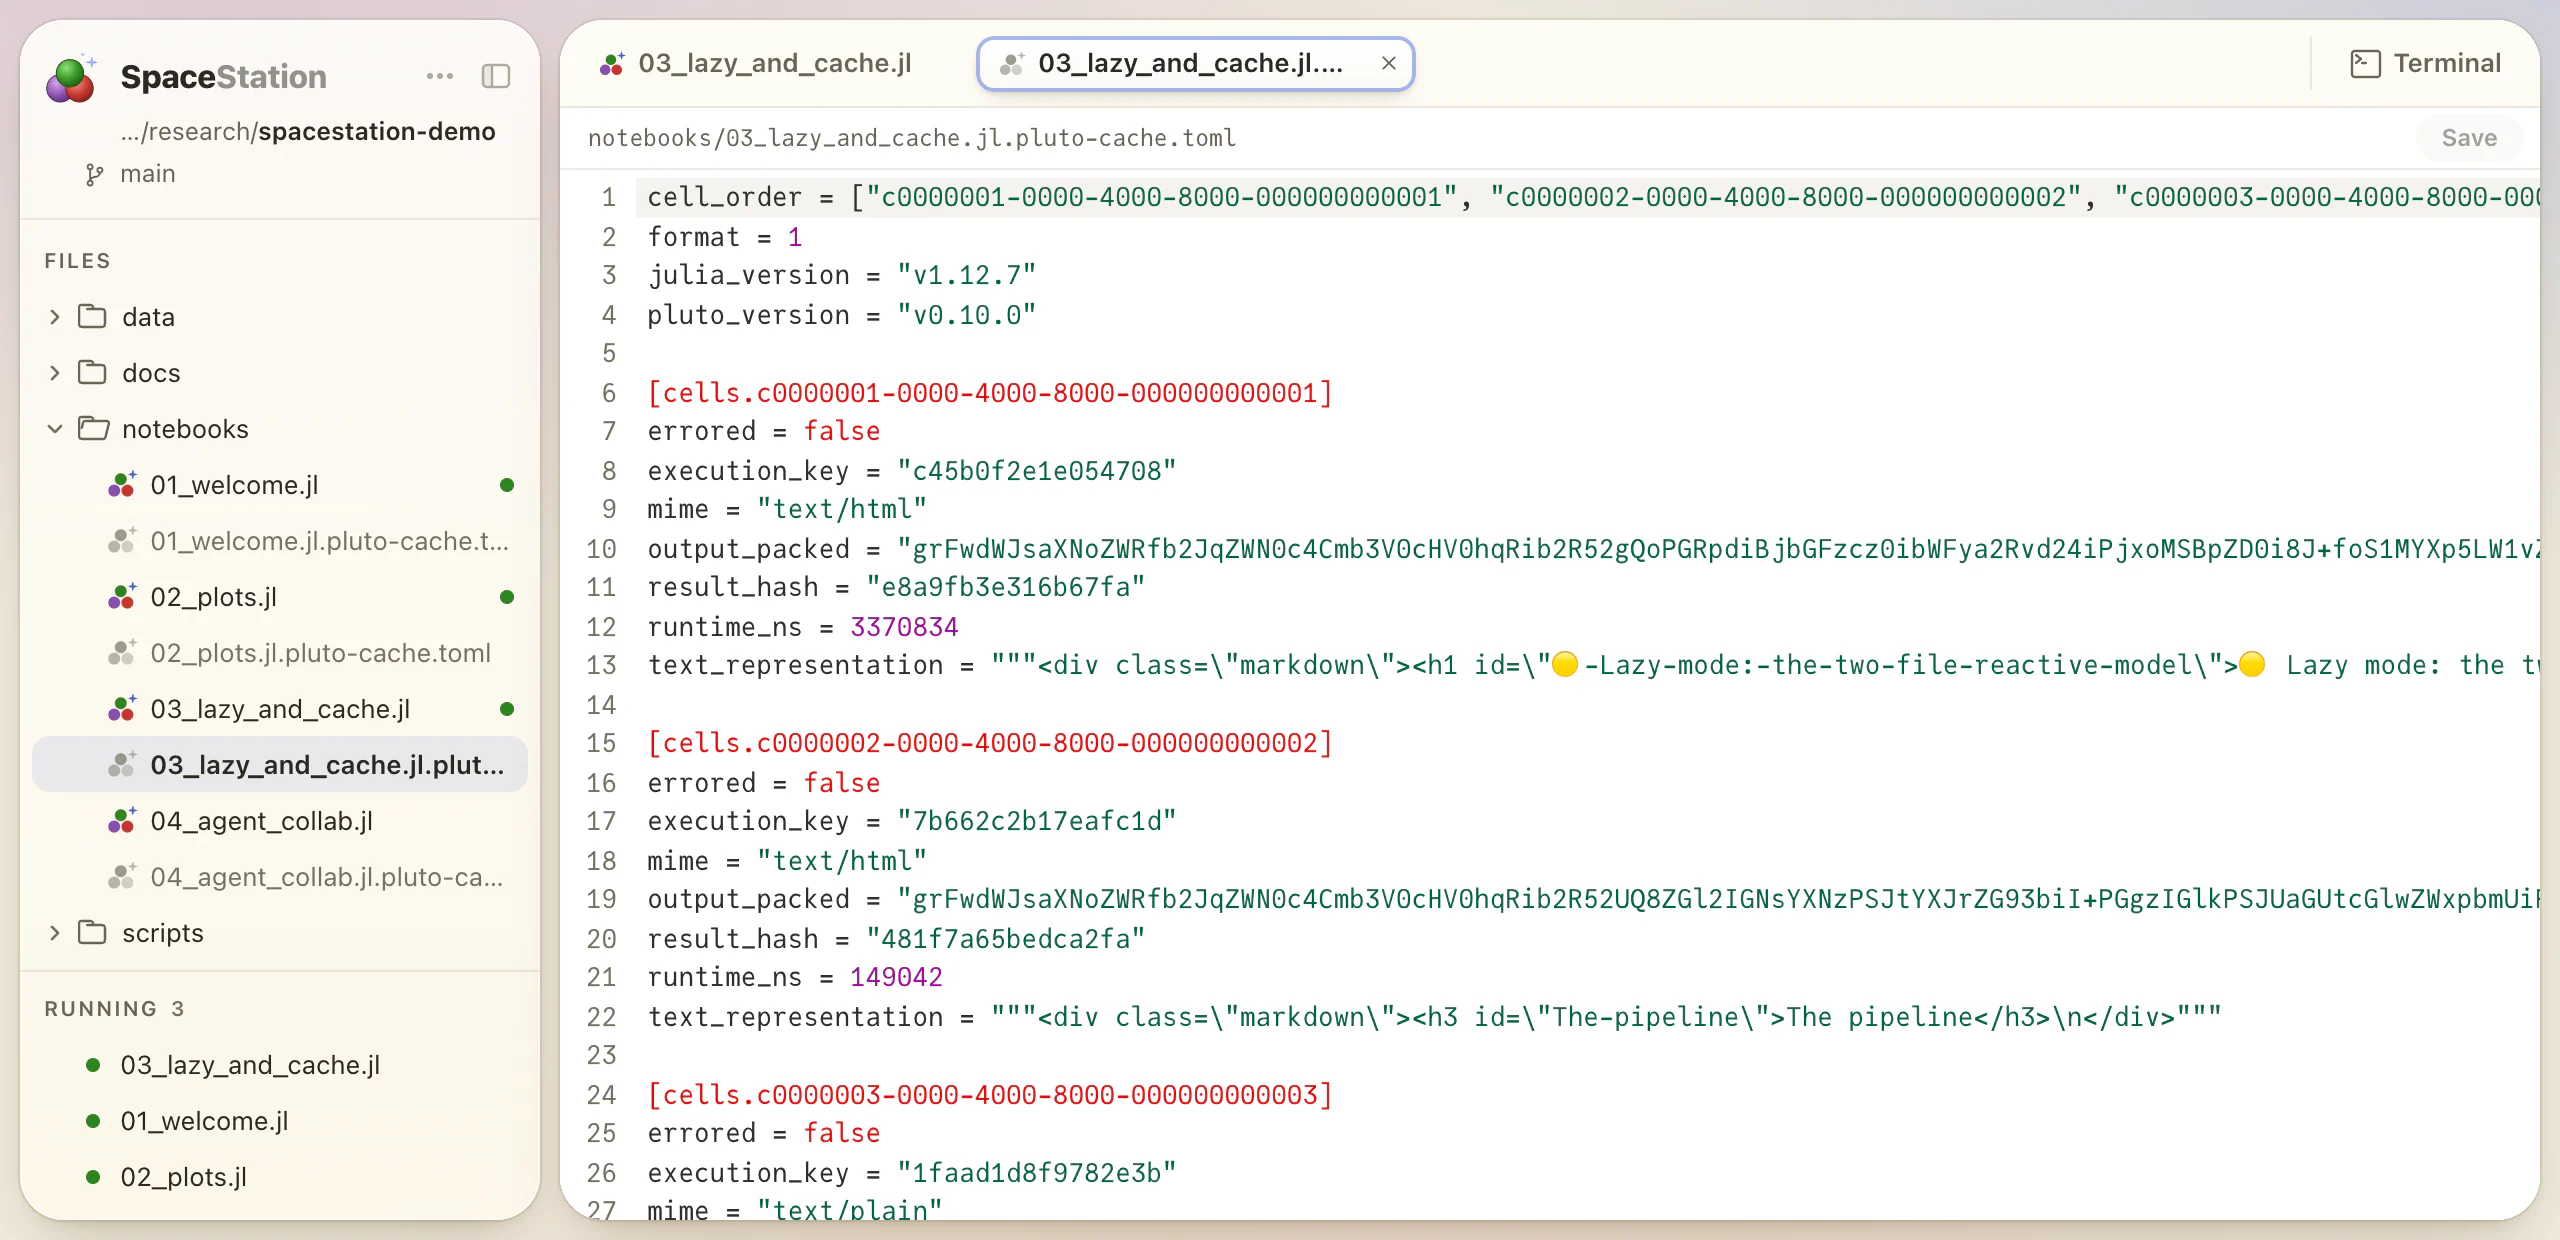 SpaceStation
.../research/spacestation-demo
main
FILES
data
docs
notebooks
01_welcome.jl
01_welcome.jl.pluto-cache.t...
02_plots.jl
02_plots.jl.pluto-cache.toml
03_lazy_and_cache.jl
03_lazy_and_cache.jl.plut...
04_agent_collab.jl
04_agent_collab.jl.pluto-ca...
scripts
RUNNING 3
03_lazy_and_cache.jl
01_welcome.jl
02_plots.jl
03_lazy_and_cache.jl
03_lazy_and_cache.jl....
Terminal
notebooks/03_lazy_and_cache.jl.pluto-cache.toml
Save
1 cell_order = ["c0000001-0000-4000-8000-000000000001", "c0000002-0000-4000-8000-000000000002", "c0000003-0000-4000-8000-000
2 format = 1
3 julia_version = "v1.12.7"
4 pluto_version = "v0.10.0"
5
6 [cells.c0000001-0000-4000-8000-000000000001]
7 errored = false
8 execution_key = "c45b0f2e1e054708"
9 mime = "text/html"
10 output_packed = "grFwdWJsaXNoZWRfb2JqZWN0c4Cmb3V0cHV0hqRib2R52gQoPGRpdiBjbGFzcz0ibWFya2Rvd24iPjxoMSBpZD0i8J+foS1MYXp5LW1vZ
11 result_hash = "e8a9fb3e316b67fa"
12 runtime_ns = 3370834
13 text_representation = """<div class=\"markdown\"><h1 id=\"🟡-Lazy-mode:-the-two-file-reactive-model\">🟡 Lazy mode: the tw
14
15 [cells.c0000002-0000-4000-8000-000000000002]
16 errored = false
17 execution_key = "7b662c2b17eafc1d"
18 mime = "text/html"
19 output_packed = "grFwdWJsaXNoZWRfb2JqZWN0c4Cmb3V0cHV0hqRib2R52UQ8ZGl2IGNsYXNzPSJtYXJrZG93biI+PGgzIGlkPSJUaGUtcGlwZWxpbmUiP
20 result_hash = "481f7a65bedca2fa"
21 runtime_ns = 149042
22 text_representation = """<div class=\"markdown\"><h3 id=\"The-pipeline\">The pipeline</h3>\n</div>"""
23
24 [cells.c0000003-0000-4000-8000-000000000003]
25 errored = false
26 execution_key = "1faad1d8f9782e3b"
27 mime = "text/plain"